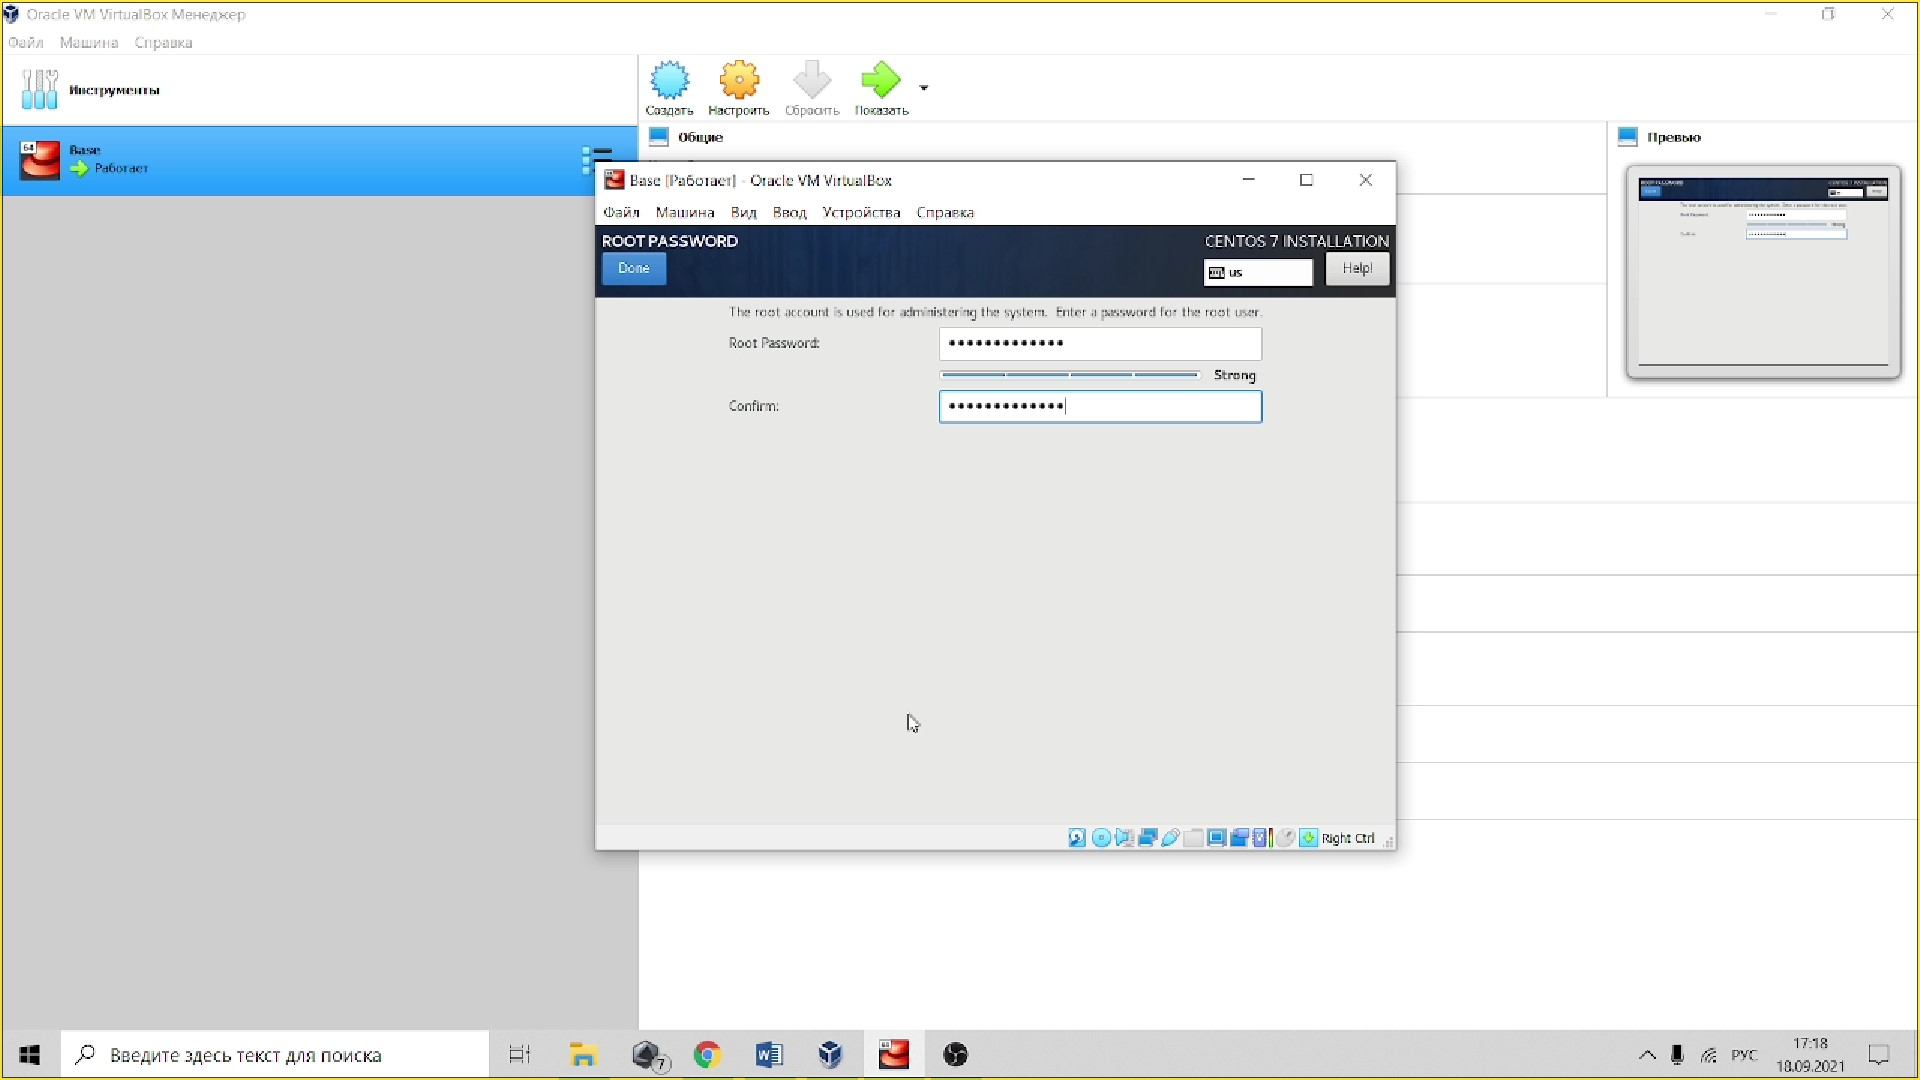 Oracle VM VirtualBox Менеджер
Файл Машина Справка
Инструменты
Создать Настроить Сбросить Показать
64 Base
Работает
Общие
Превью
Base [Работает] - Oracle VM VirtualBox
Файл Машина Вид Ввод Устройства Справка
ROOT PASSWORD
CENTOS 7 INSTALLATION
Done
us
Help!
The root account is used for administering the system. Enter a password for the root user.
Root Password: •••••••••••••
Strong
Confirm: •••••••••••••
Right Ctrl
Введите здесь текст для поиска
7
РУС
17:18
18.09.2021